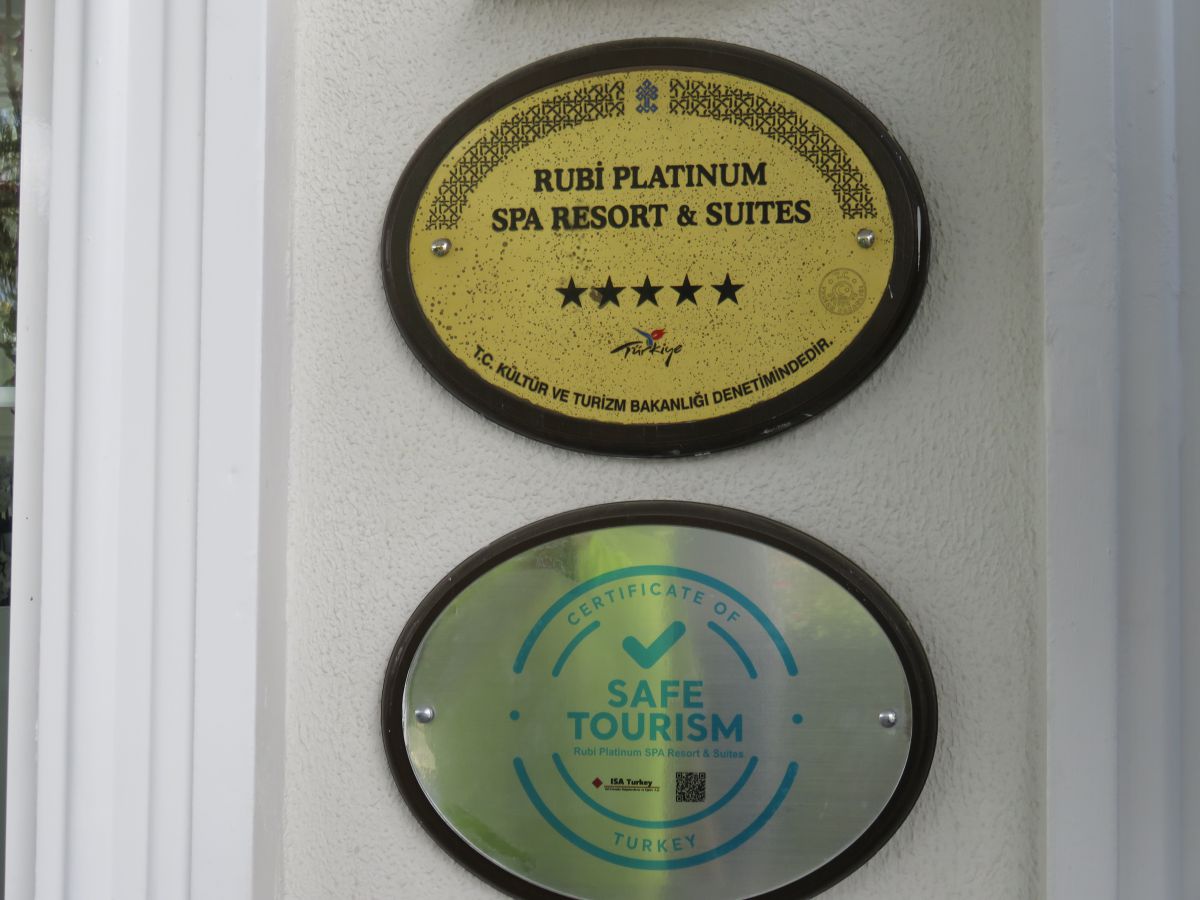 RUBİ PLATINUM
SPA RESORT & SUITES
Türkiye
T.C. KÜLTÜR VE TURİZM BAKANLIĞI DENETİMİNDEDİR.
CERTIFICATE OF
SAFE
TOURISM
Rubi Platinum SPA Resort & Suites
ISA Turkey
TURKEY